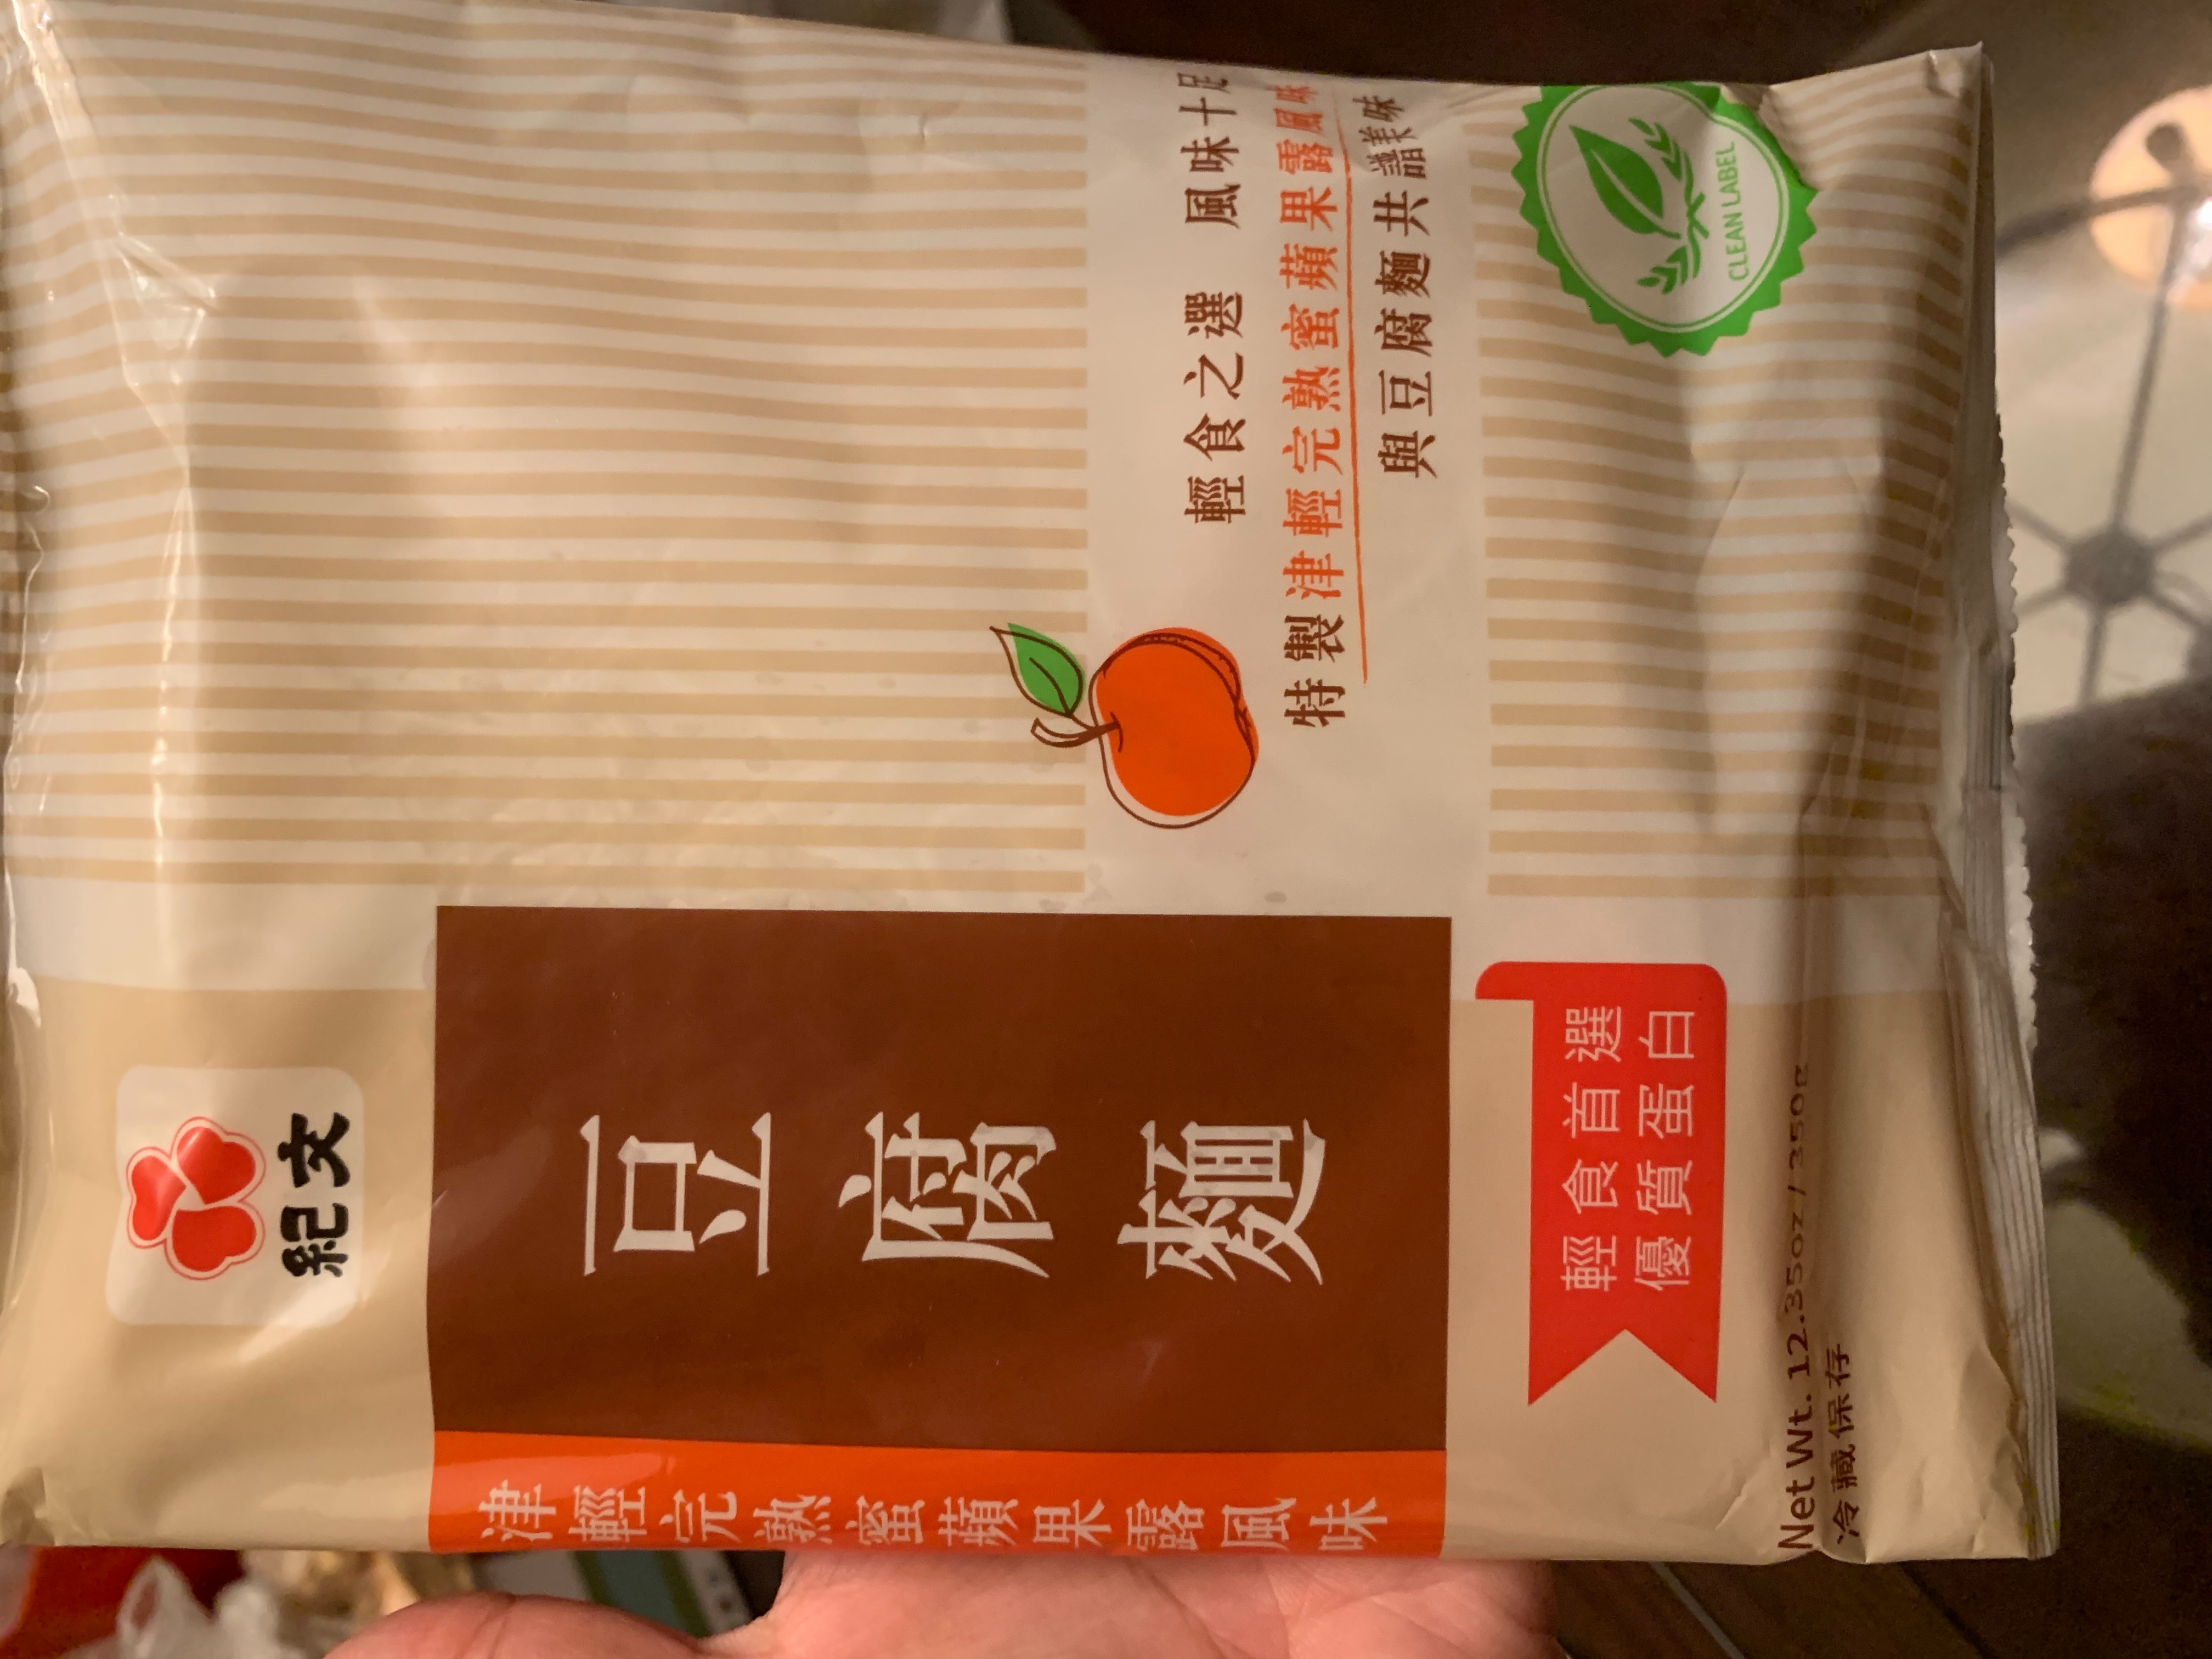 紀文
豆腐麵
津輕完熟蜜蘋果露風味
輕食之選 風味十足
特製津輕完熟蜜蘋果露風味
與豆腐麵共譜美味
CLEAN LABEL
輕食首選
優質蛋白
Net Wt. 12.35oz / 350g
冷藏保存